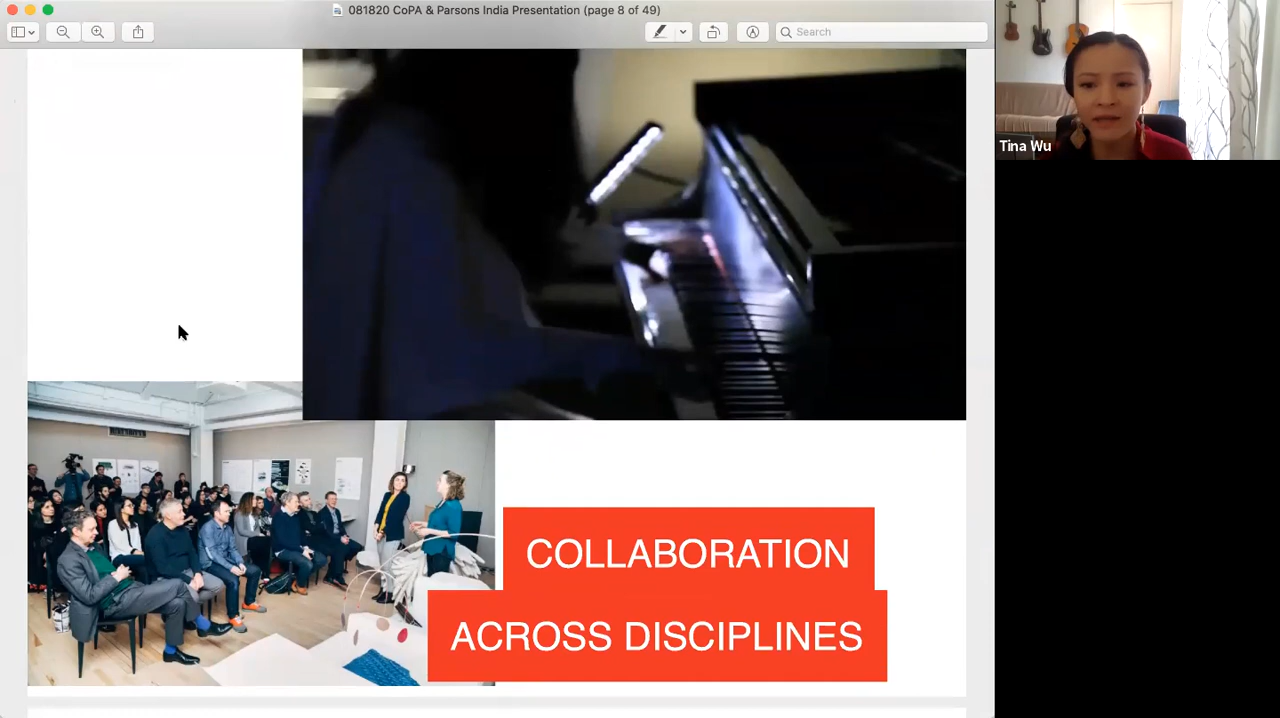 081820 CoPA & Parsons India Presentation (page 8 of 49)
Search
Tina Wu
COLLABORATION
ACROSS DISCIPLINES